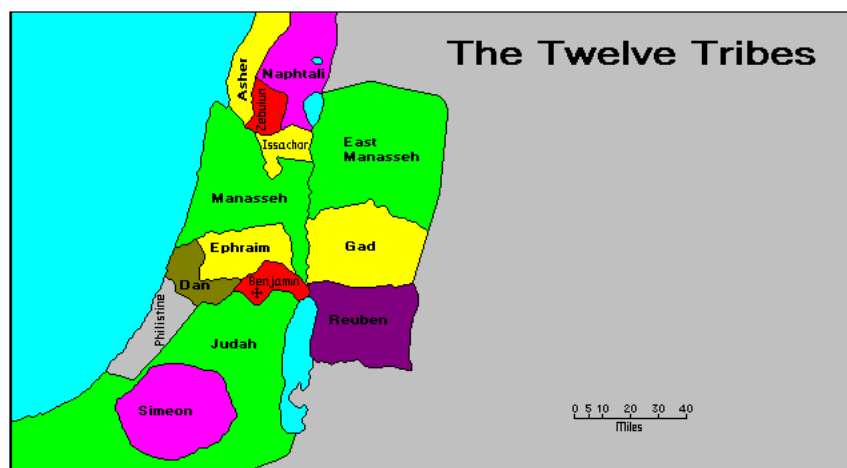 The Twelve Tribes
Asher
Naphtali
Zebulun
Issachar
East
Manasseh
Manasseh
Ephraim
Gad
Dan
Benjamin
Philistine
Reuben
Judah
Simeon
0 5 10 20 30 40
Miles